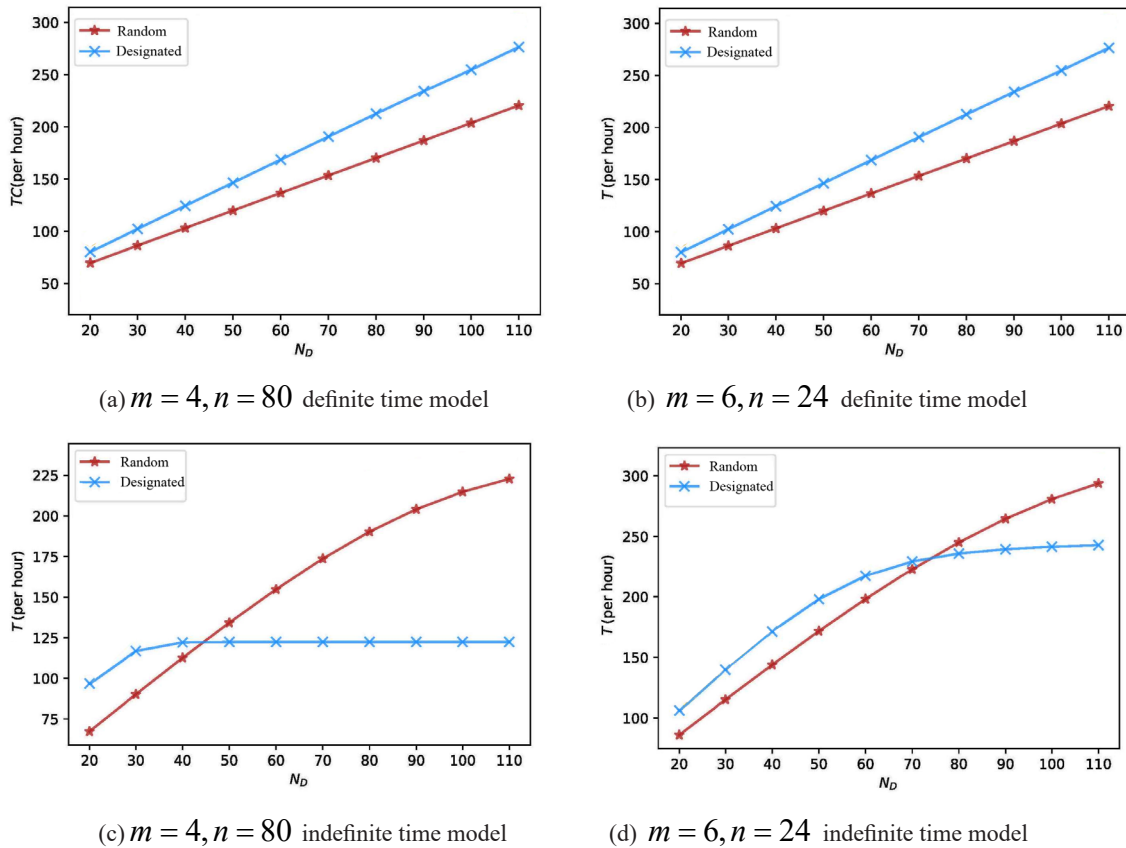 300
250
200
150
100
50
TC(per hour)
Random
Designated
20 30 40 50 60 70 80 90 100 110
N_D
(a) m = 4, n = 80 definite time model
300
250
200
150
100
50
T(per hour)
Random
Designated
20 30 40 50 60 70 80 90 100 110
N_D
(b) m = 6, n = 24 definite time model
225
200
175
150
125
100
75
T(per hour)
Random
Designated
20 30 40 50 60 70 80 90 100 110
N_D
(c) m = 4, n = 80 indefinite time model
300
250
200
150
100
T(per hour)
Random
Designated
20 30 40 50 60 70 80 90 100 110
N_D
(d) m = 6, n = 24 indefinite time model